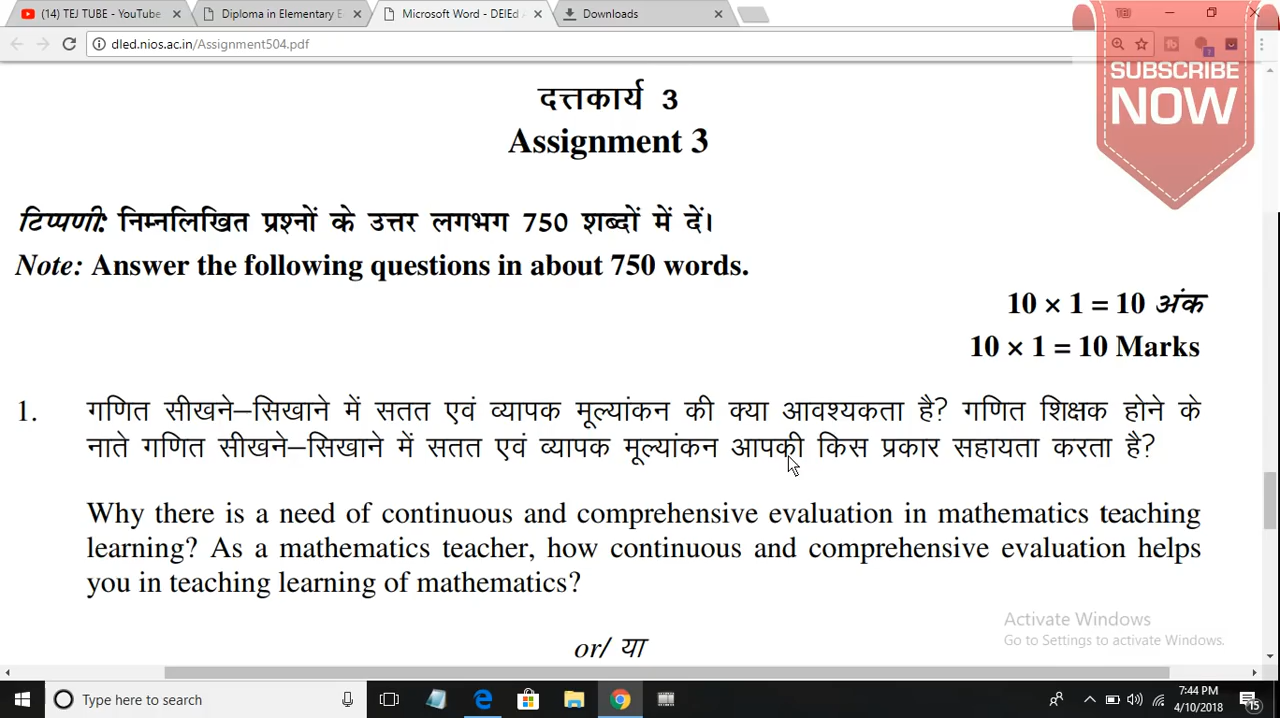 (14) TEJ TUBE - YouTube
Diploma in Elementary E
Microsoft Word - DElEd
Downloads
TEJ
dled.nios.ac.in/Assignment504.pdf
SUBSCRIBE
NOW
दत्तकार्य 3
Assignment 3
टिप्पणी: निम्नलिखित प्रश्नों के उत्तर लगभग 750 शब्दों में दें।
Note: Answer the following questions in about 750 words.
10 × 1 = 10 अंक
10 × 1 = 10 Marks
1. गणित सीखने–सिखाने में सतत एवं व्यापक मूल्यांकन की क्या आवश्यकता है? गणित शिक्षक होने के
नाते गणित सीखने–सिखाने में सतत एवं व्यापक मूल्यांकन आपकी किस प्रकार सहायता करता है?
Why there is a need of continuous and comprehensive evaluation in mathematics teaching
learning? As a mathematics teacher, how continuous and comprehensive evaluation helps
you in teaching learning of mathematics?
or/ या
Activate Windows
Go to Settings to activate Windows.
Type here to search
7:44 PM
4/10/2018
15